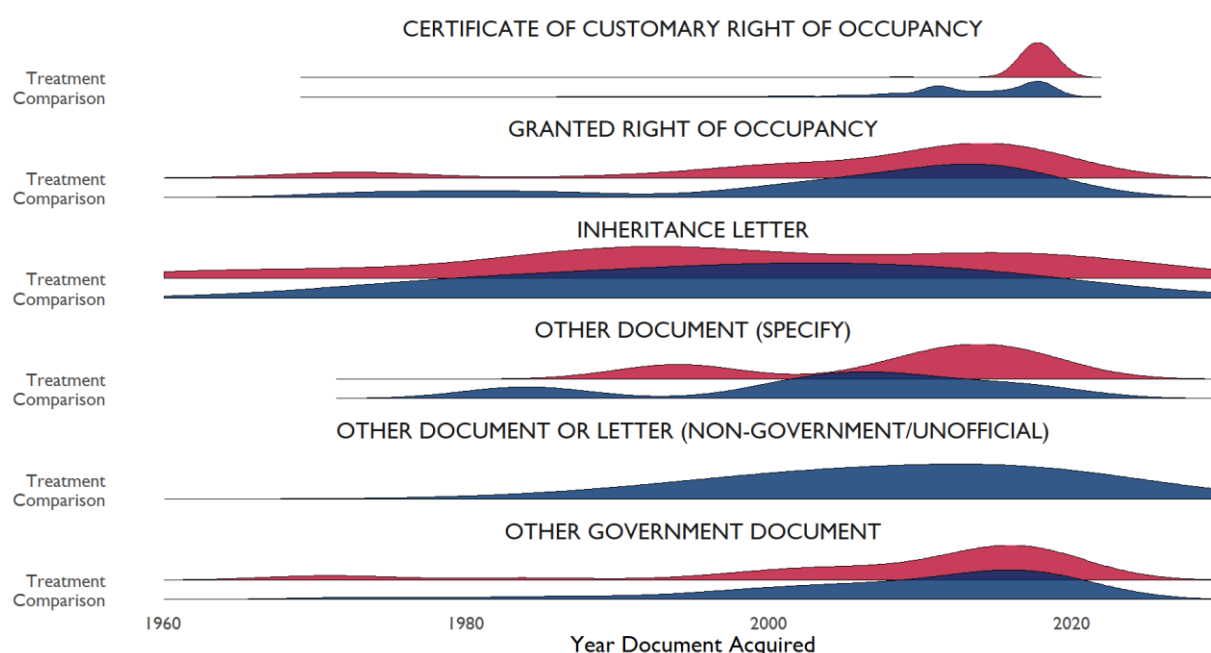 CERTIFICATE OF CUSTOMARY RIGHT OF OCCUPANCY
Treatment
Comparison
GRANTED RIGHT OF OCCUPANCY
Treatment
Comparison
INHERITANCE LETTER
Treatment
Comparison
OTHER DOCUMENT (SPECIFY)
Treatment
Comparison
OTHER DOCUMENT OR LETTER (NON-GOVERNMENT/UNOFFICIAL)
Treatment
Comparison
OTHER GOVERNMENT DOCUMENT
Treatment
Comparison
1960 1980 2000 2020
Year Document Acquired